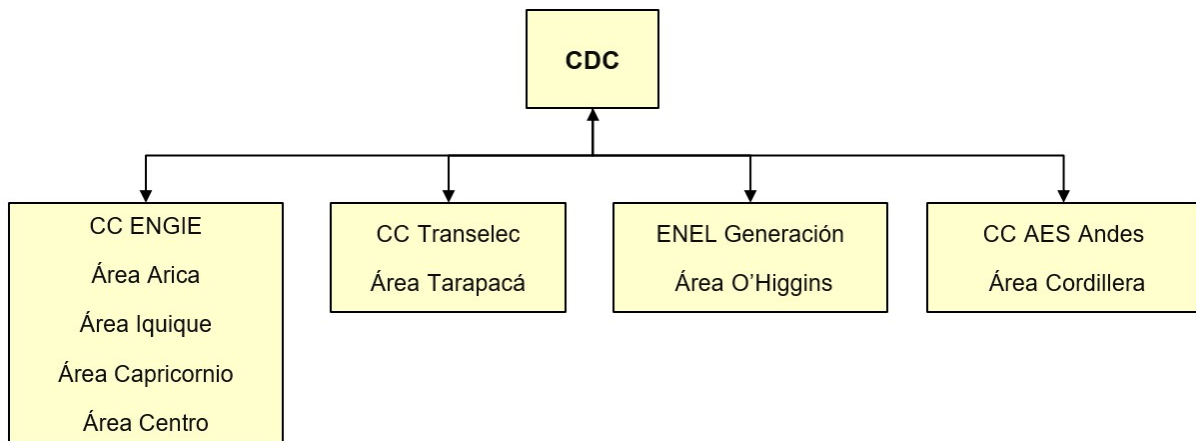 CDC
CC ENGIE
Área Arica
Área Iquique
Área Capricornio
Área Centro
CC Transelec
Área Tarapacá
ENEL Generación
Área O’Higgins
CC AES Andes
Área Cordillera